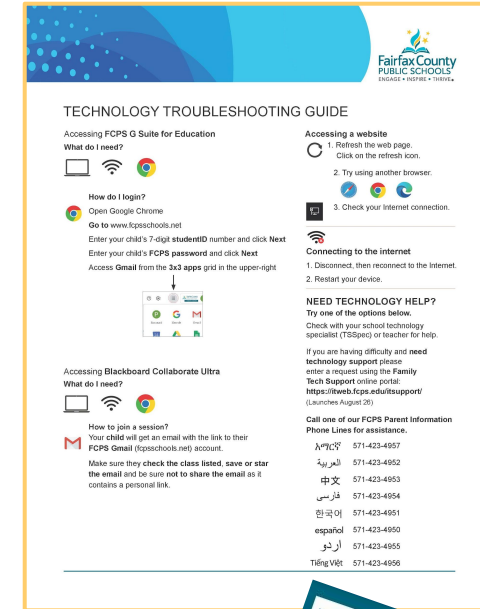 Fairfax County
PUBLIC SCHOOLS
ENGAGE • INSPIRE • THRIVE
TECHNOLOGY TROUBLESHOOTING GUIDE
Accessing FCPS G Suite for Education
What do I need?
How do I login?
Open Google Chrome
Go to www.fcpsschools.net
Enter your child's 7-digit studentID number and click Next
Enter your child's FCPS password and click Next
Access Gmail from the 3x3 apps grid in the upper-right
Accessing Blackboard Collaborate Ultra
What do I need?
How to join a session?
Your child will get an email with the link to their
FCPS Gmail (fcpsschools.net) account.
Make sure they check the class listed, save or star
the email and be sure not to share the email as it
contains a personal link.
Accessing a website
1. Refresh the web page.
Click on the refresh icon.
2. Try using another browser.
3. Check your Internet connection.
Connecting to the internet
1. Disconnect, then reconnect to the Internet.
2. Restart your device.
NEED TECHNOLOGY HELP?
Try one of the options below.
Check with your school technology
specialist (TSSpec) or teacher for help.
If you are having difficulty and need
technology support please
enter a request using the Family
Tech Support online portal:
https://itweb.fcps.edu/itsupport/
(Launches August 26)
Call one of our FCPS Parent Information
Phone Lines for assistance.
አማርኛ 571-423-4957
العربية 571-423-4952
中文 571-423-4953
فارسی 571-423-4954
한국어 571-423-4951
español 571-423-4950
اردو 571-423-4955
Tiếng Việt 571-423-4956